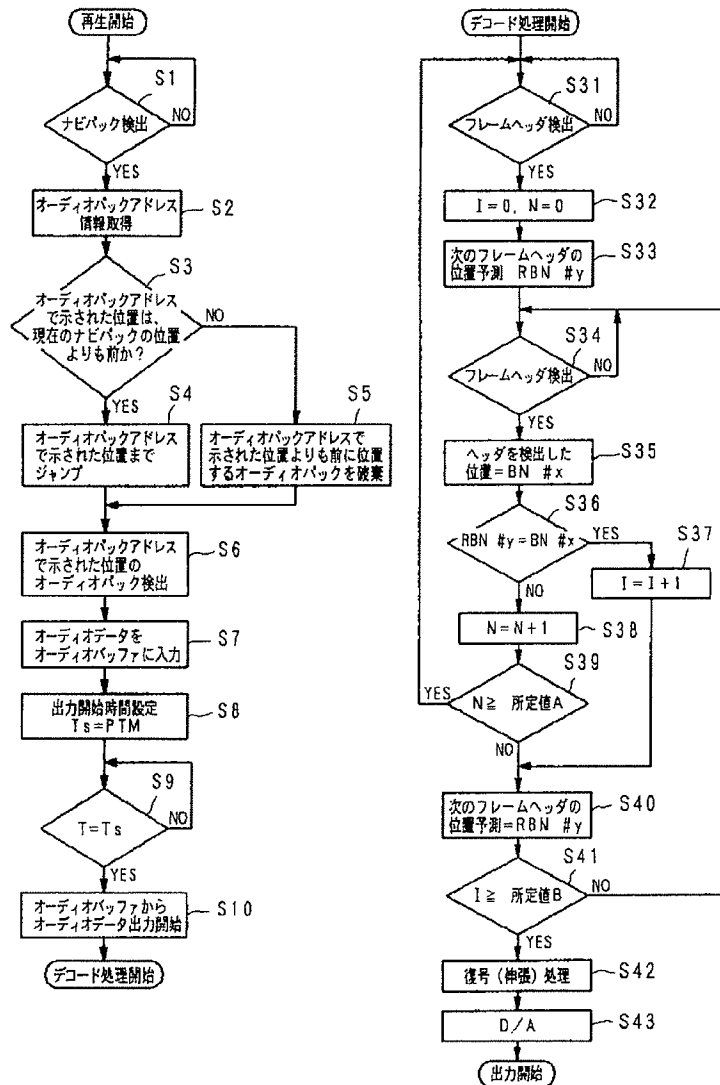 再生開始
S1
ナビパック検出
NO
YES
オーディオパックアドレス
情報取得
S2
S3
オーディオパックアドレス
で示された位置は、
現在のナビパックの位置
よりも前か?
NO
YES
S4
オーディオパックアドレス
で示された位置まで
ジャンプ
S5
オーディオパックアドレスで
示された位置よりも前に位置
するオーディオパックを破棄
オーディオパックアドレス
で示された位置の
オーディオパック検出
S6
オーディオデータを
オーディオバッファに入力
S7
出力開始時間設定
Ts=PTM
S8
S9
T=Ts
NO
YES
オーディオバッファから
オーディオデータ出力開始
S10
デコード処理開始
デコード処理開始
S31
フレームヘッダ検出
NO
YES
I=0, N=0
S32
次のフレームヘッダの
位置予測 RBN #y
S33
S34
フレームヘッダ検出
NO
YES
ヘッダを検出した
位置=BN #x
S35
S36
RBN #y=BN #x
YES
NO
S37
I=I+1
N=N+1
S38
S39
N≧ 所定値A
YES
NO
次のフレームヘッダの
位置予測=RBN #y
S40
S41
I≧ 所定値B
NO
YES
復号(伸張)処理
S42
D/A
S43
出力開始